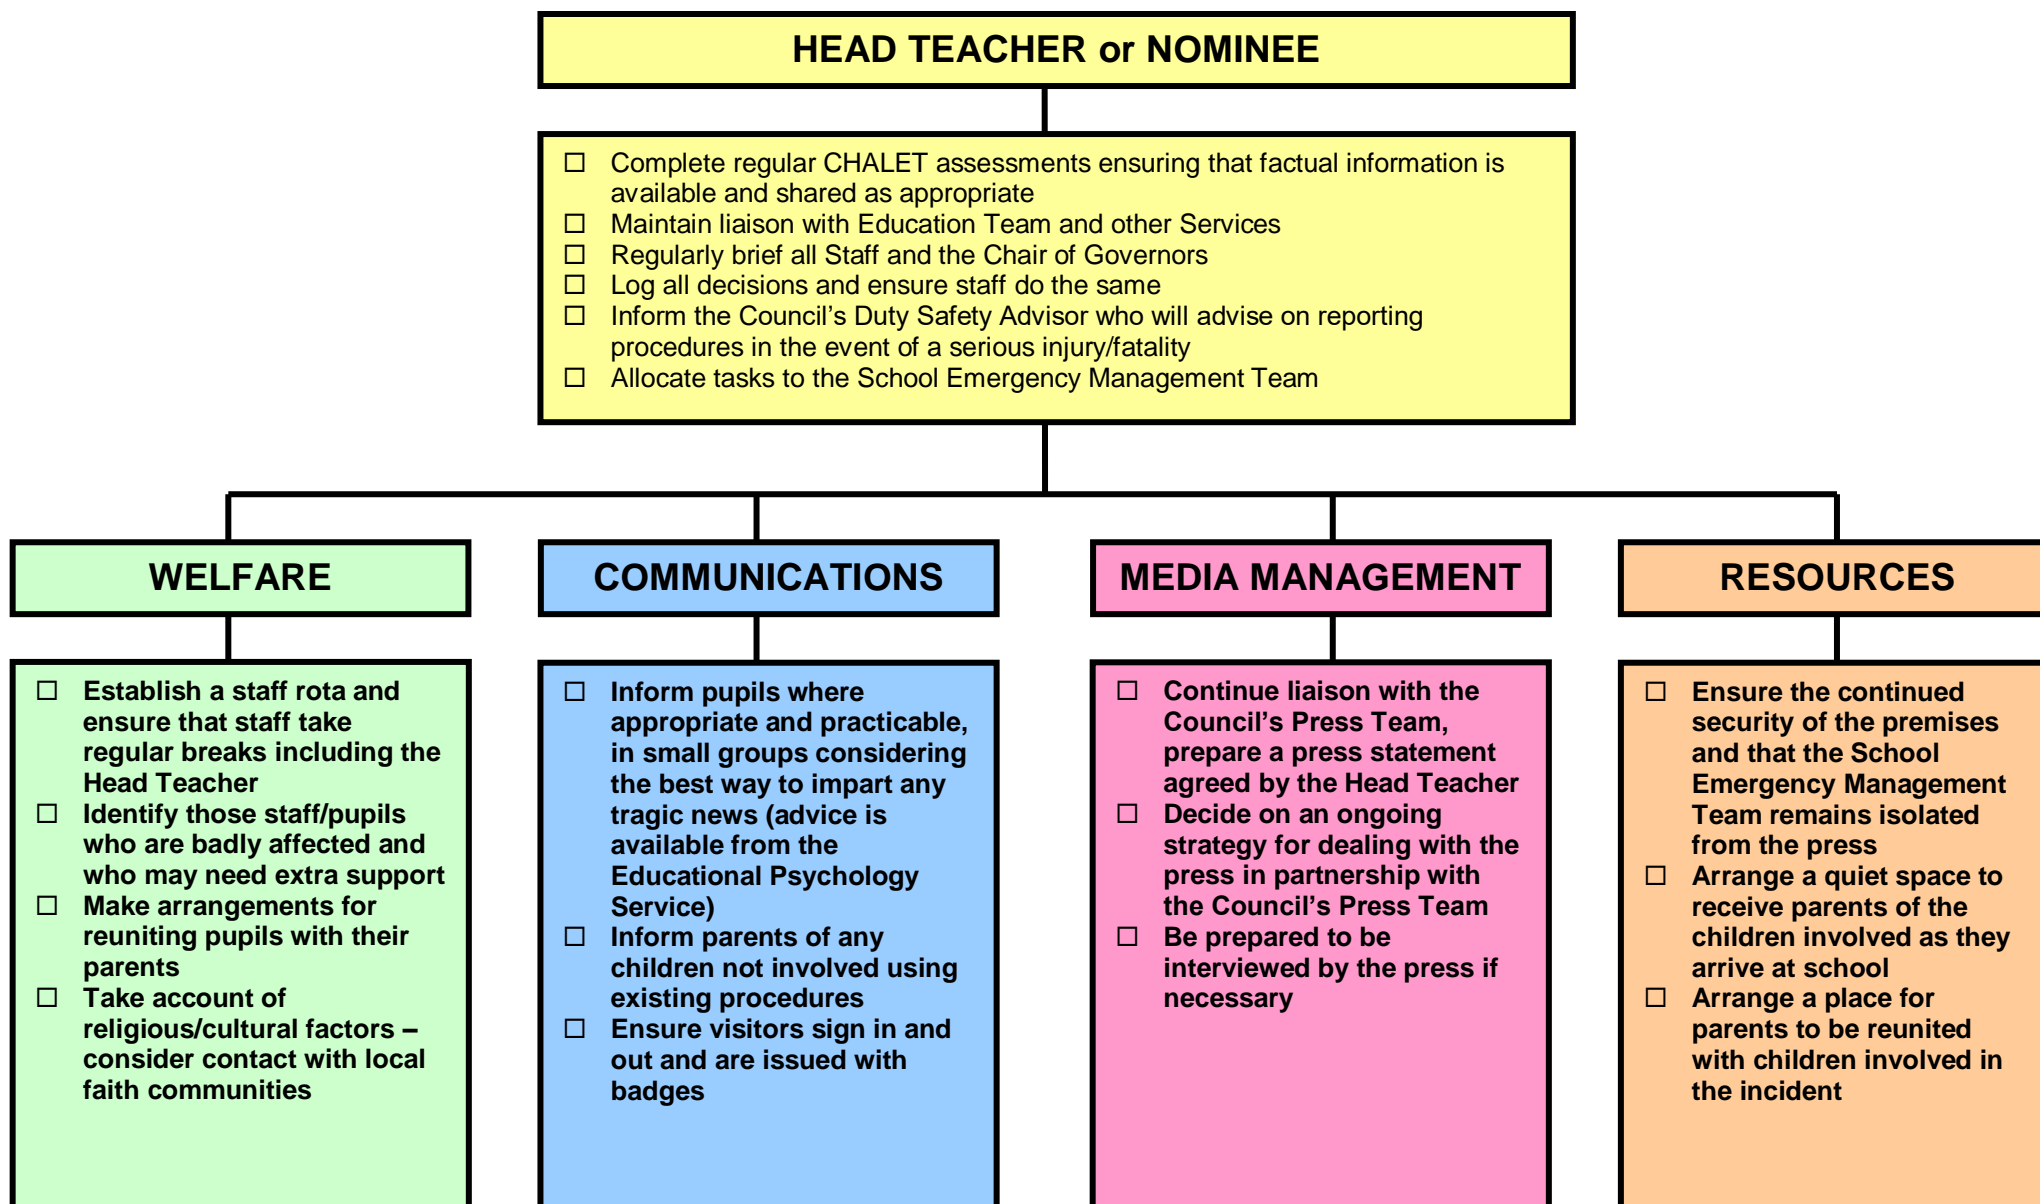 HEAD TEACHER or NOMINEE
☐ Complete regular CHALET assessments ensuring that factual information is
available and shared as appropriate
☐ Maintain liaison with Education Team and other Services
☐ Regularly brief all Staff and the Chair of Governors
☐ Log all decisions and ensure staff do the same
☐ Inform the Council’s Duty Safety Advisor who will advise on reporting
procedures in the event of a serious injury/fatality
☐ Allocate tasks to the School Emergency Management Team
WELFARE
☐ Establish a staff rota and
ensure that staff take
regular breaks including the
Head Teacher
☐ Identify those staff/pupils
who are badly affected and
who may need extra support
☐ Make arrangements for
reuniting pupils with their
parents
☐ Take account of
religious/cultural factors –
consider contact with local
faith communities
COMMUNICATIONS
☐ Inform pupils where
appropriate and practicable,
in small groups considering
the best way to impart any
tragic news (advice is
available from the
Educational Psychology
Service)
☐ Inform parents of any
children not involved using
existing procedures
☐ Ensure visitors sign in and
out and are issued with
badges
MEDIA MANAGEMENT
☐ Continue liaison with the
Council’s Press Team,
prepare a press statement
agreed by the Head Teacher
☐ Decide on an ongoing
strategy for dealing with the
press in partnership with
the Council’s Press Team
☐ Be prepared to be
interviewed by the press if
necessary
RESOURCES
☐ Ensure the continued
security of the premises
and that the School
Emergency Management
Team remains isolated
from the press
☐ Arrange a quiet space to
receive parents of the
children involved as they
arrive at school
☐ Arrange a place for
parents to be reunited
with children involved in
the incident